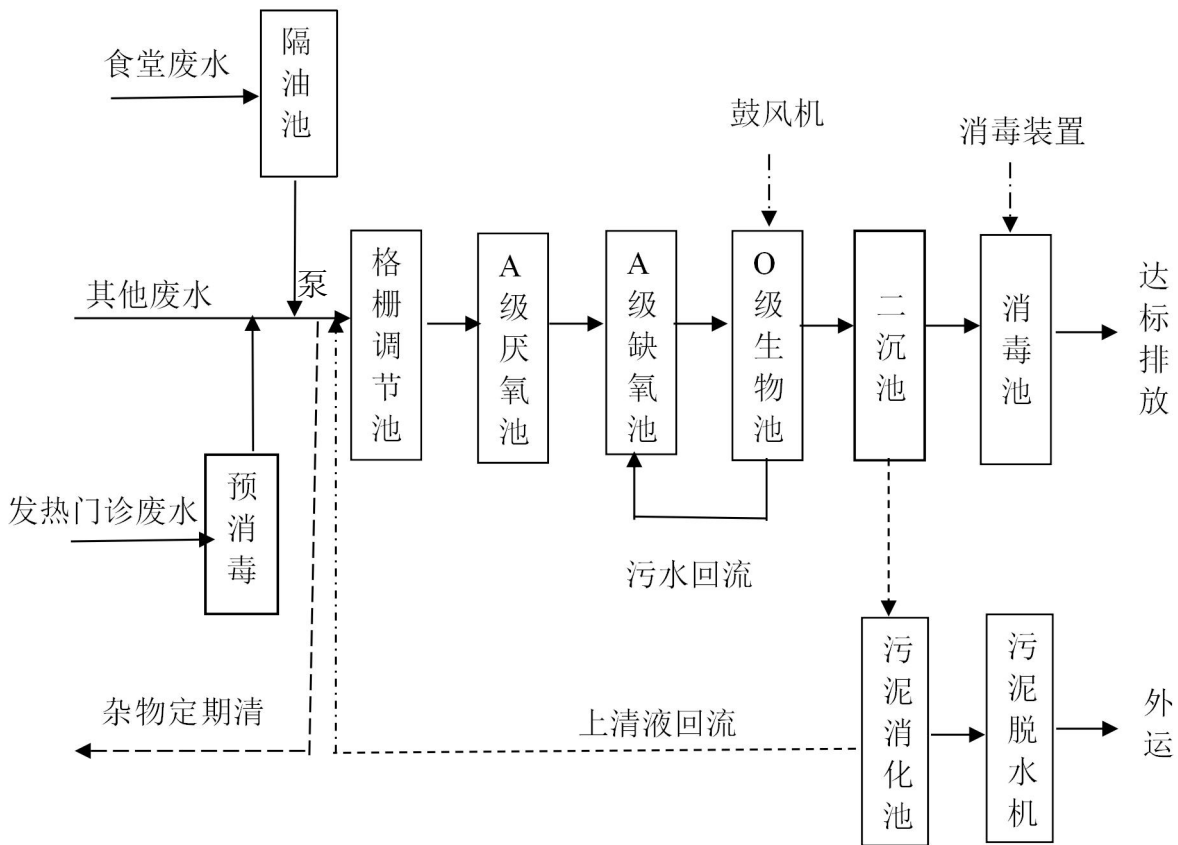 食堂废水
隔油池
鼓风机
消毒装置
其他废水
泵
格栅调节池
A级厌氧池
A级缺氧池
O级生物池
二沉池
消毒池
达标排放
发热门诊废水
预消毒
污水回流
杂物定期清
上清液回流
污泥消化池
污泥脱水机
外运